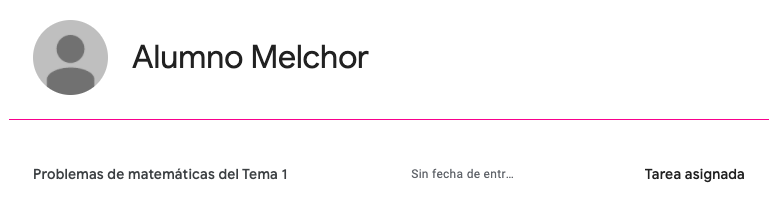 Alumno Melchor
Problemas de matemáticas del Tema 1
Sin fecha de entr...
Tarea asignada